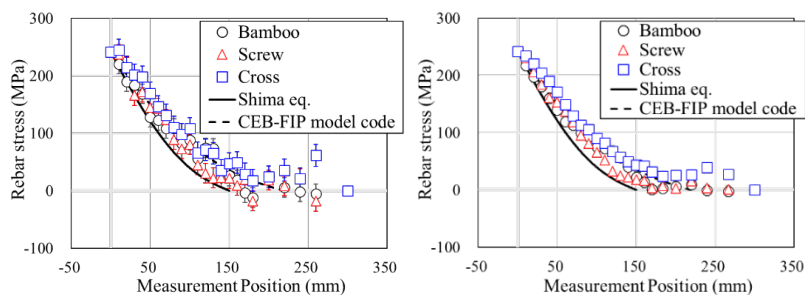 300
200
100
0
-100
Rebar stress (MPa)
-50
50
150
250
350
Measurement Position (mm)
Bamboo
Screw
Cross
Shima eq.
CEB-FIP model code
300
200
100
0
-100
Rebar stress (MPa)
-50
50
150
250
350
Measurement Position (mm)
Bamboo
Screw
Cross
Shima eq.
CEB-FIP model code